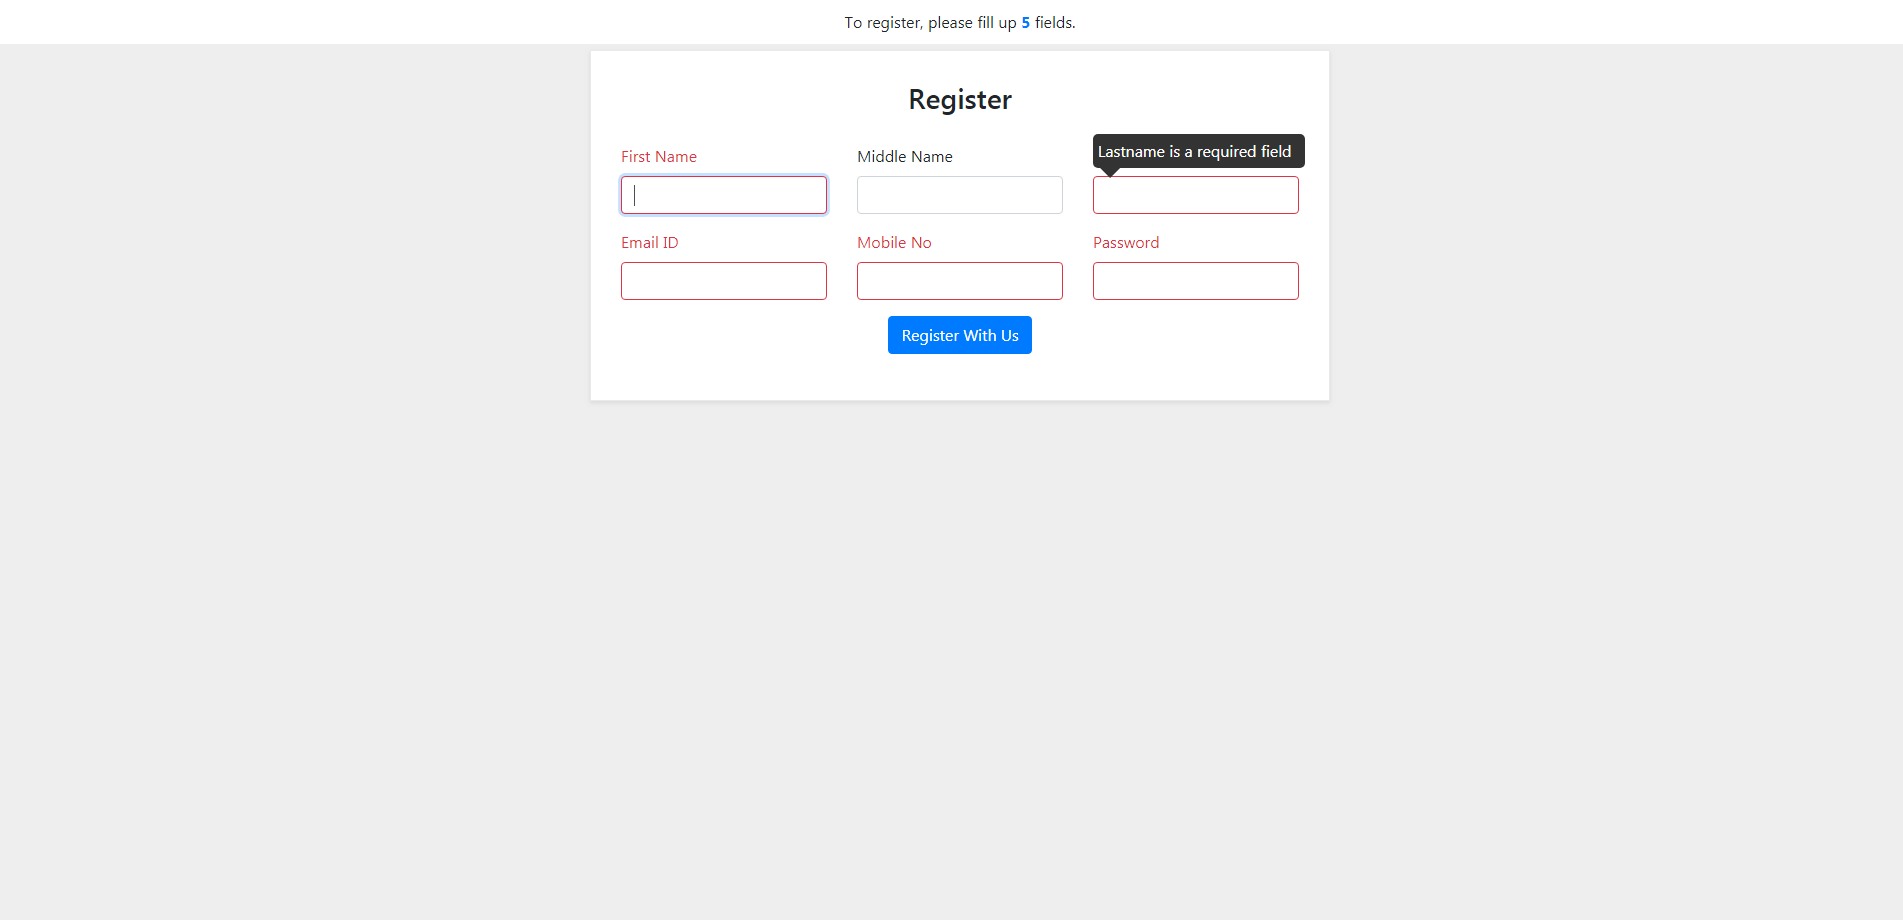 To register, please fill up 5 fields.
Register
First Name
Middle Name
Lastname is a required field
Email ID
Mobile No
Password
Register With Us